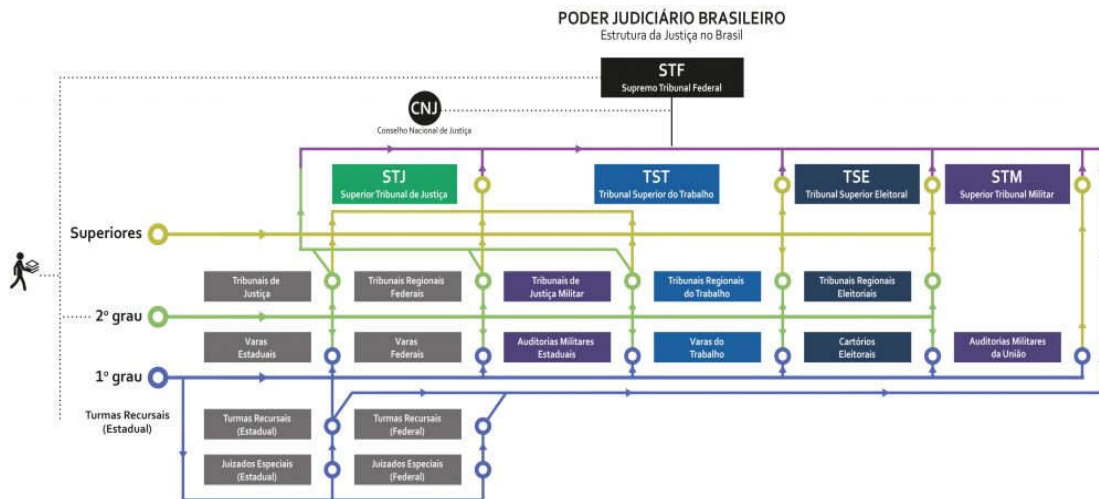 PODER JUDICIÁRIO BRASILEIRO
Estrutura da Justiça no Brasil
STF
Supremo Tribunal Federal
CNJ
Conselho Nacional de Justiça
STJ
Superior Tribunal de Justiça
TST
Tribunal Superior do Trabalho
TSE
Tribunal Superior Eleitoral
STM
Superior Tribunal Militar
Superiores
Tribunais de
Justiça
Tribunais Regionais
Federais
Tribunais de
Justiça Militar
Tribunais Regionais
do Trabalho
Tribunais Regionais
Eleitoriais
2º grau
Varas
Estaduais
Varas
Federais
Auditorias Militares
Estaduais
Varas do
Trabalho
Cartórios
Eleitorais
Auditorias Militares
da União
1º grau
Turmas Recursais
(Estadual)
Turmas Recursais
(Estadual)
Turmas Recursais
(Federal)
Juizados Especiais
(Estadual)
Juizados Especiais
(Federal)